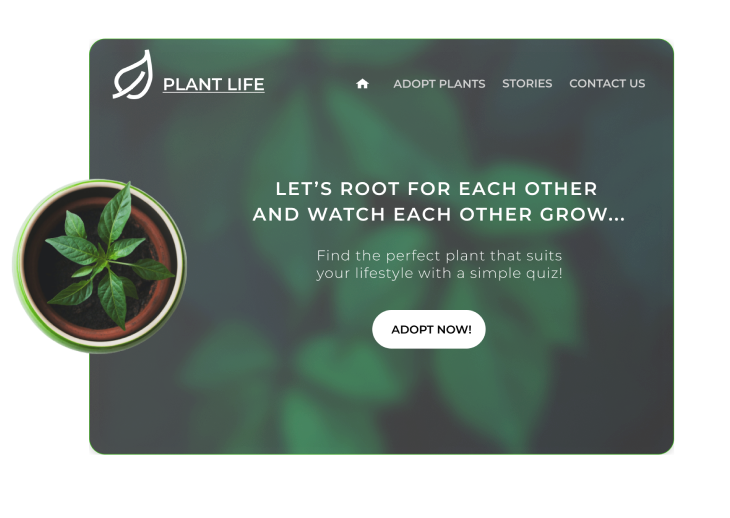 PLANT LIFE
ADOPT PLANTS STORIES CONTACT US
LET’S ROOT FOR EACH OTHER
AND WATCH EACH OTHER GROW...
Find the perfect plant that suits
your lifestyle with a simple quiz!
ADOPT NOW!